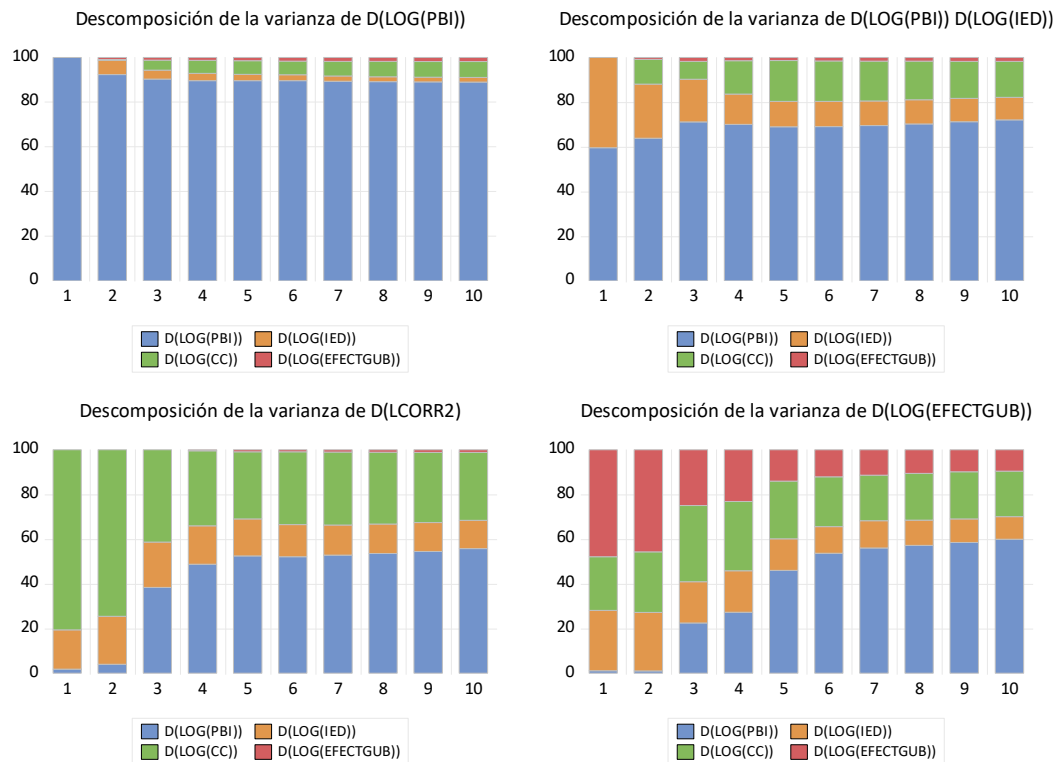 Descomposición de la varianza de D(LOG(PBI))
100
80
60
40
20
0
1 2 3 4 5 6 7 8 9 10
D(LOG(PBI)) D(LOG(IED))
D(LOG(CC)) D(LOG(EFECTGUB))
Descomposición de la varianza de D(LOG(PBI)) D(LOG(IED))
100
80
60
40
20
0
1 2 3 4 5 6 7 8 9 10
D(LOG(PBI)) D(LOG(IED))
D(LOG(CC)) D(LOG(EFECTGUB))
Descomposición de la varianza de D(LCORR2)
100
80
60
40
20
0
1 2 3 4 5 6 7 8 9 10
D(LOG(PBI)) D(LOG(IED))
D(LOG(CC)) D(LOG(EFECTGUB))
Descomposición de la varianza de D(LOG(EFECTGUB))
100
80
60
40
20
0
1 2 3 4 5 6 7 8 9 10
D(LOG(PBI)) D(LOG(IED))
D(LOG(CC)) D(LOG(EFECTGUB))